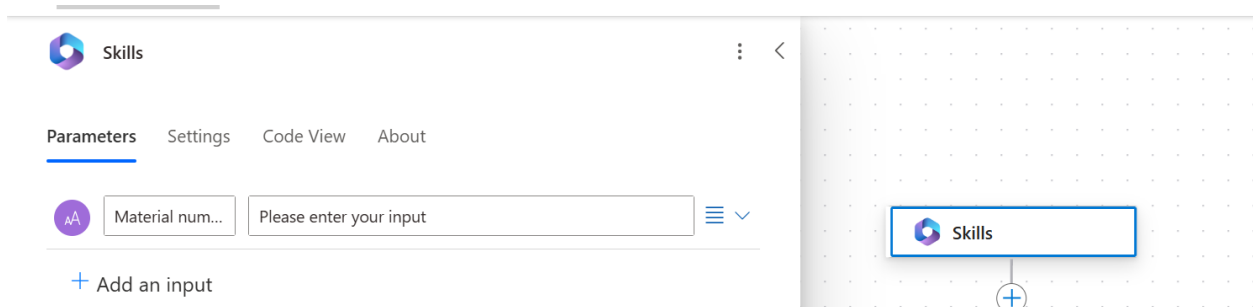 Skills
Parameters Settings Code View About
AA Material num... Please enter your input
Add an input
Skills